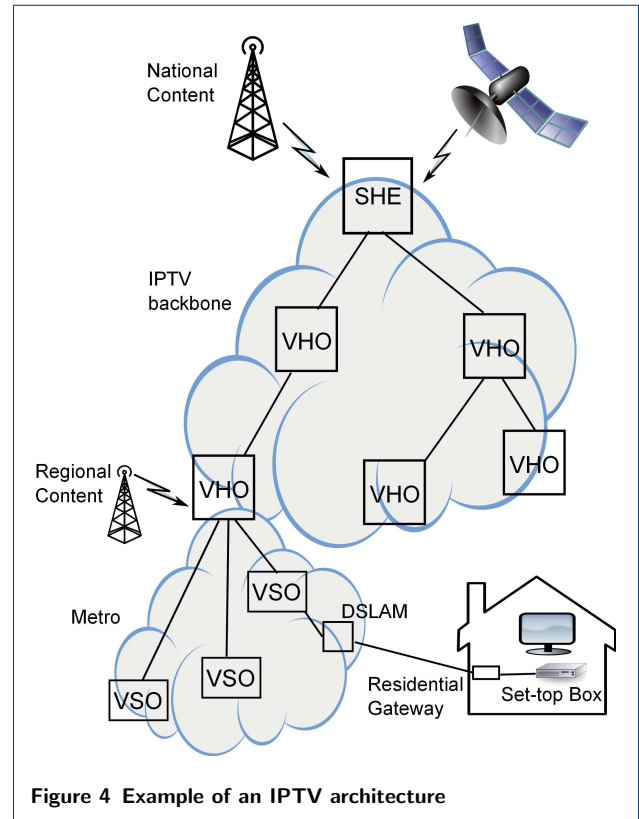 National
Content
SHE
IPTV
backbone
VHO
VHO
Regional
Content
VHO
VHO
VHO
Metro
VSO
DSLAM
VSO
VSO
Residential
Gateway
Set-top Box
Figure 4 Example of an IPTV architecture